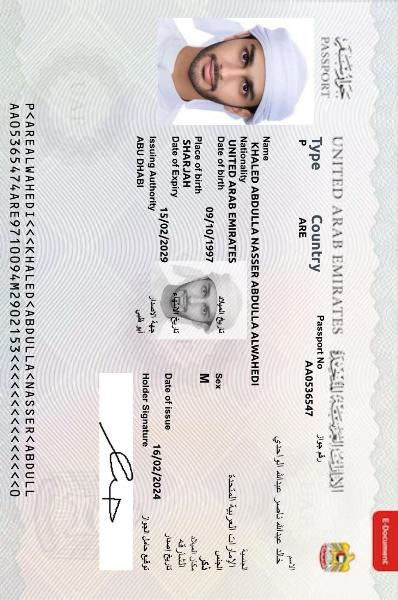 E-Document
UNITED ARAB EMIRATES الإمارات العربية المتحدة
جواز سفر
PASSPORT
Type
P
Country
ARE
Passport No
رقم جواز
AA0536547
Name
الاسم
KHALED ABDULLA NASSER ABDULLA ALWAHEDI
خالد عبدالله ناصر عبدالله الواحدي
Nationality
الجنسية
UNITED ARAB EMIRATES
الإمارات العربية المتحدة
Date of birth
تاريخ الميلاد
09/10/1997
Sex
الجنس
M
ذكر
Place of birth
مكان الميلاد
SHARJAH
الشارقه
Date of Expiry
تاريخ الانتهاء
15/02/2029
Date of issue
تاريخ إصدار
16/02/2024
Issuing Authority
جهة الاصدار
ABU DHABI
ابو ظبي
Holder Signature
توقيع حامل الجواز
P<AREALWAHEDI<<KHALED<ABDULLA<NASSER<ABDULL
AA05365474ARE9710094M2902153<<<<<<<<<<<<<<<0